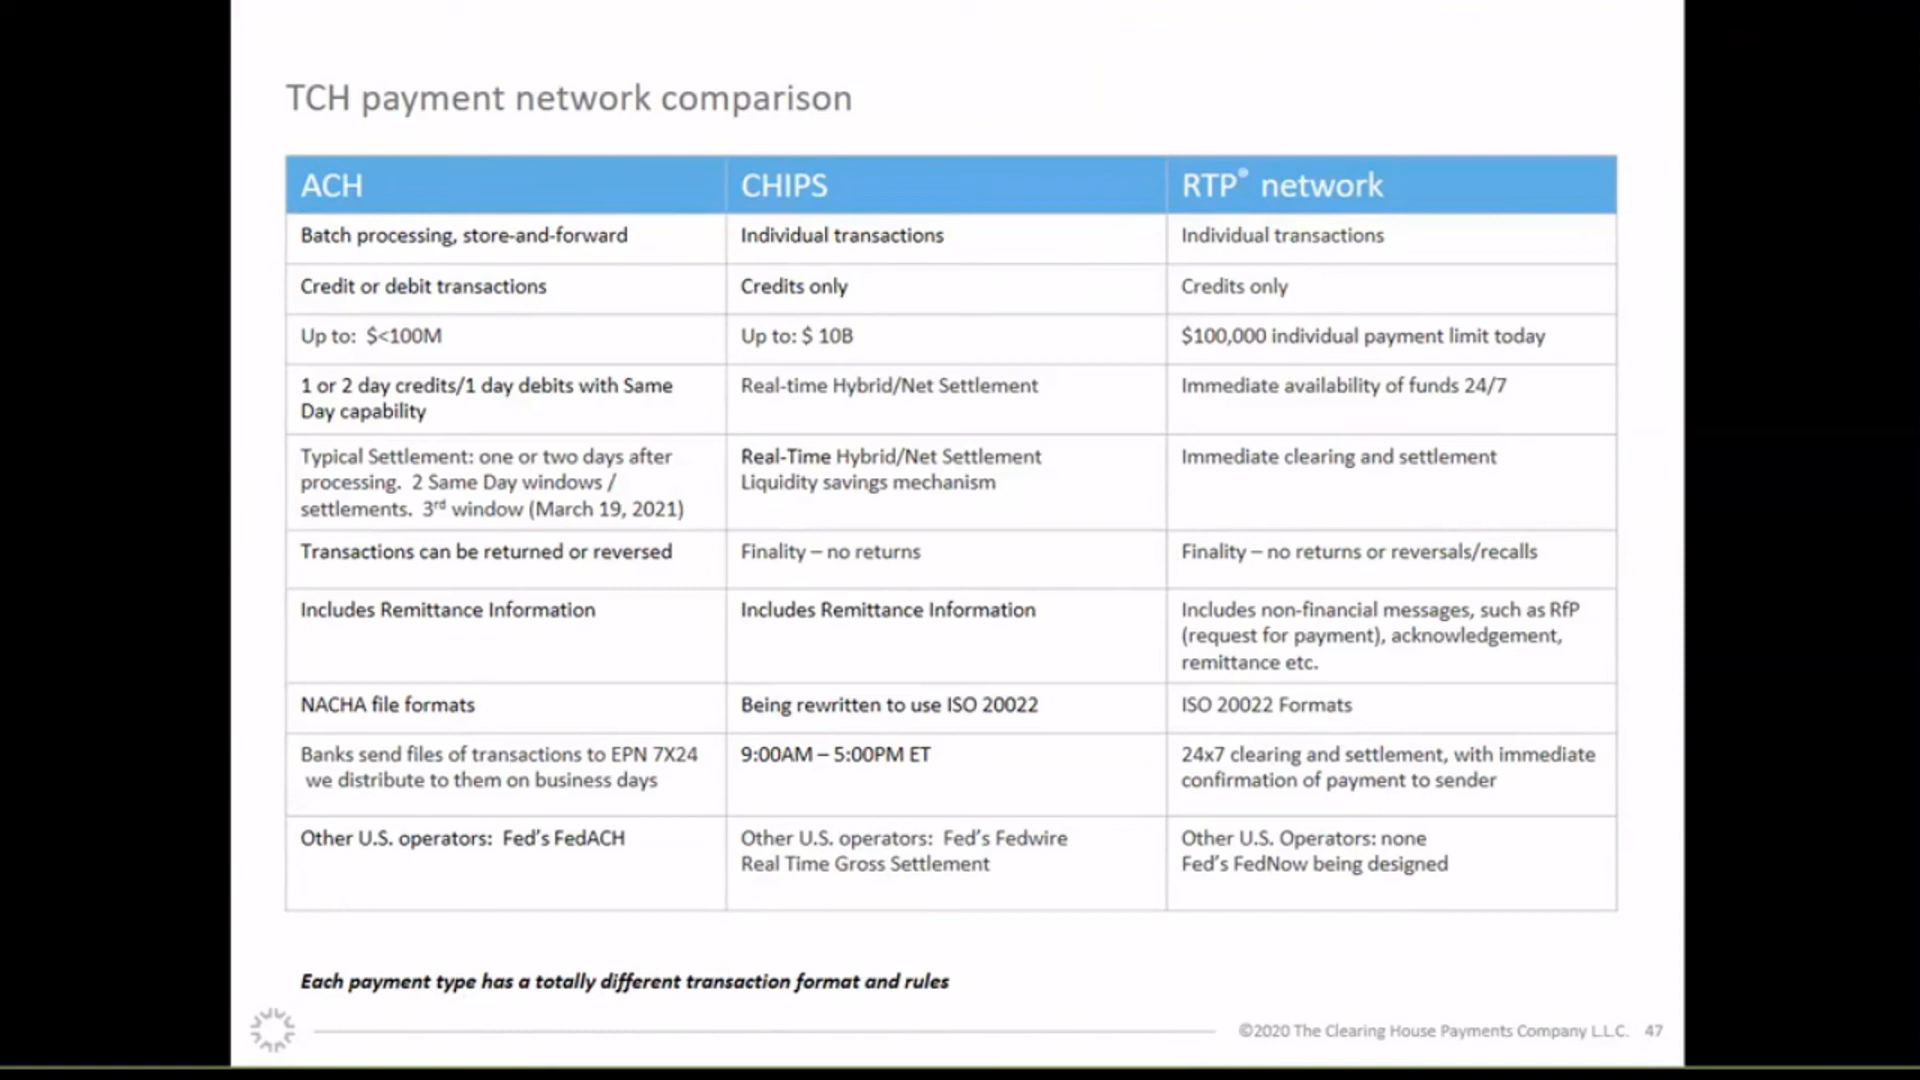 TCH payment network comparison
ACH
CHIPS
RTP® network
Batch processing, store-and-forward
Individual transactions
Individual transactions
Credit or debit transactions
Credits only
Credits only
Up to:  $<100M
Up to: $ 10B
$100,000 individual payment limit today
1 or 2 day credits/1 day debits with Same
Day capability
Real-time Hybrid/Net Settlement
Immediate availability of funds 24/7
Typical Settlement: one or two days after
processing.  2 Same Day windows /
settlements.  3rd window (March 19, 2021)
Real-Time Hybrid/Net Settlement
Liquidity savings mechanism
Immediate clearing and settlement
Transactions can be returned or reversed
Finality – no returns
Finality – no returns or reversals/recalls
Includes Remittance Information
Includes Remittance Information
Includes non-financial messages, such as RfP
(request for payment), acknowledgement,
remittance etc.
NACHA file formats
Being rewritten to use ISO 20022
ISO 20022 Formats
Banks send files of transactions to EPN 7X24
we distribute to them on business days
9:00AM – 5:00PM ET
24x7 clearing and settlement, with immediate
confirmation of payment to sender
Other U.S. operators:  Fed's FedACH
Other U.S. operators:  Fed's Fedwire
Real Time Gross Settlement
Other U.S. Operators: none
Fed's FedNow being designed
Each payment type has a totally different transaction format and rules
©2020 The Clearing House Payments Company L.L.C.  47